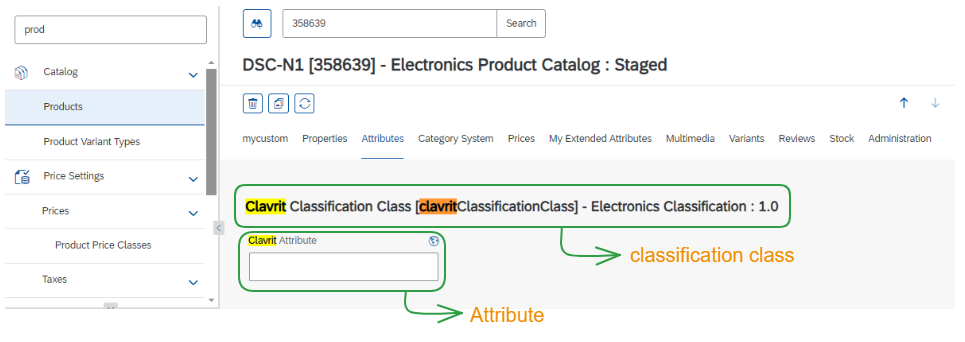 prod
358639
Search
Catalog
Products
Product Variant Types
Price Settings
Prices
Product Price Classes
Taxes
DSC-N1 [358639] - Electronics Product Catalog : Staged
mycustom Properties Attributes Category System Prices My Extended Attributes Multimedia Variants Reviews Stock Administration
Clavrit Classification Class [clavritClassificationClass] - Electronics Classification : 1.0
Clavrit Attribute
classification class
Attribute